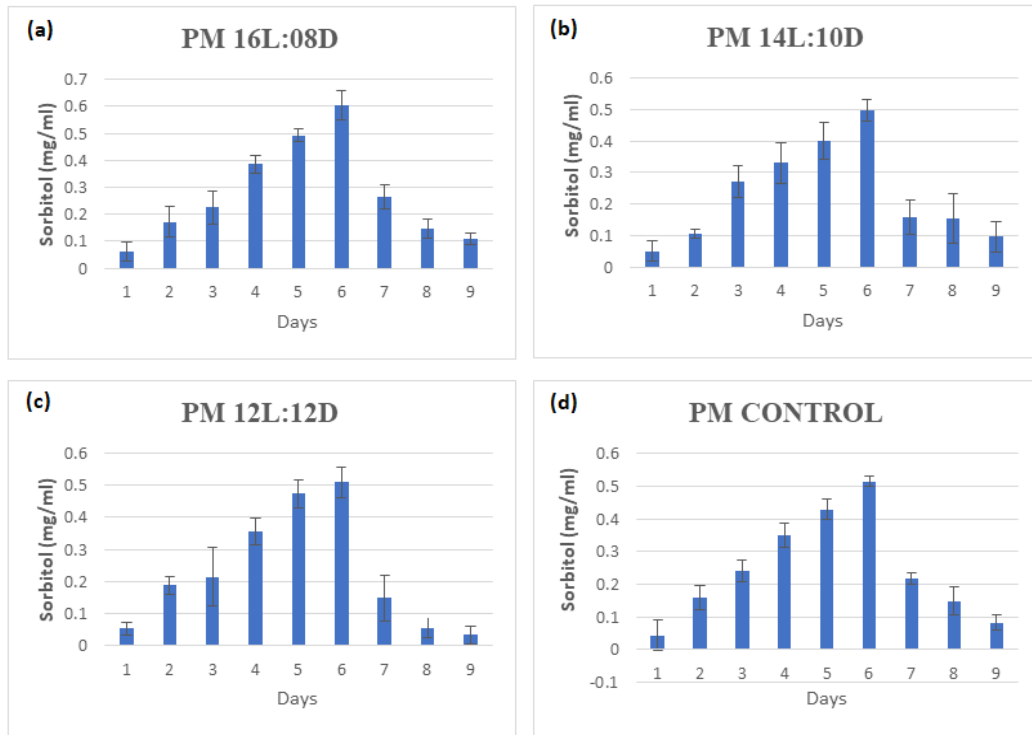 (a)
PM 16L:08D
Sorbitol (mg/ml)
0.7
0.6
0.5
0.4
0.3
0.2
0.1
0
1 2 3 4 5 6 7 8 9
Days
(b)
PM 14L:10D
Sorbitol (mg/ml)
0.6
0.5
0.4
0.3
0.2
0.1
0
1 2 3 4 5 6 7 8 9
Days
(c)
PM 12L:12D
Sorbitol (mg/ml)
0.6
0.5
0.4
0.3
0.2
0.1
0
1 2 3 4 5 6 7 8 9
Days
(d)
PM CONTROL
Sorbitol (mg/ml)
0.6
0.5
0.4
0.3
0.2
0.1
0
-0.1
1 2 3 4 5 6 7 8 9
Days